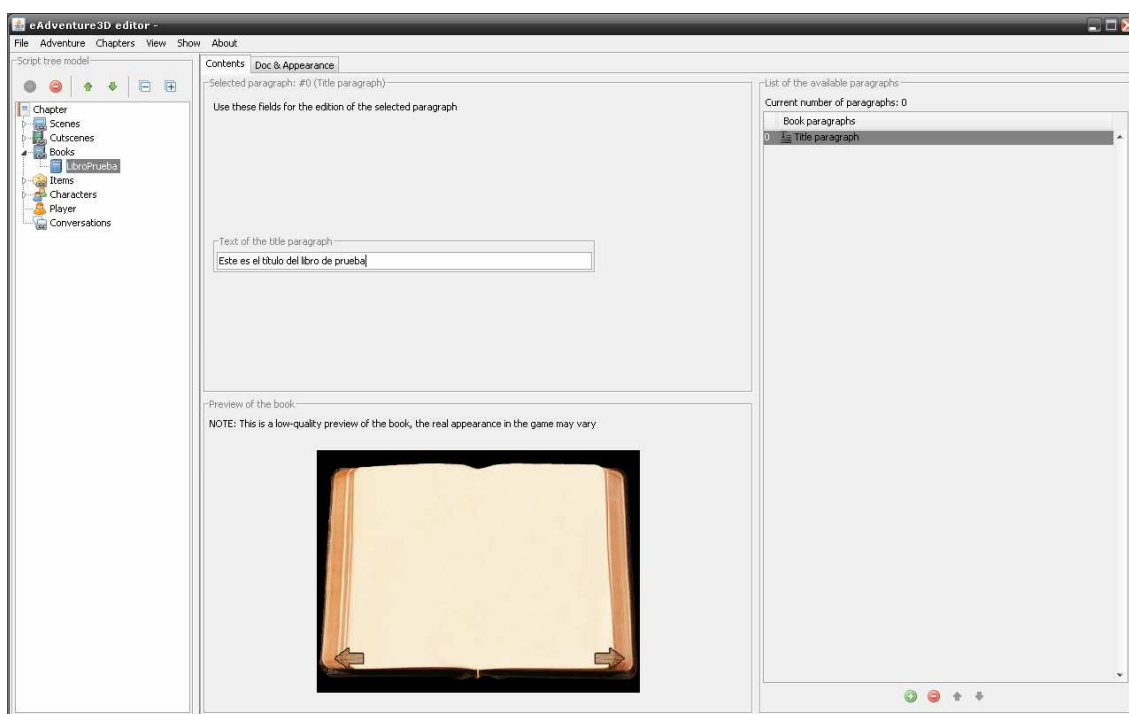 eAdventure3D editor -
File Adventure Chapters View Show About
Script tree model
Chapter
Scenes
Cutscenes
Books
LibroPrueba
Items
Characters
Player
Conversations
Contents Doc & Appearance
Selected paragraph: #0 (Title paragraph)
Use these fields for the edition of the selected paragraph
Text of the title paragraph
Este es el título del libro de prueba
Preview of the book
NOTE: This is a low-quality preview of the book, the real appearance in the game may vary
List of the available paragraphs
Current number of paragraphs: 0
Book paragraphs
0 Title paragraph